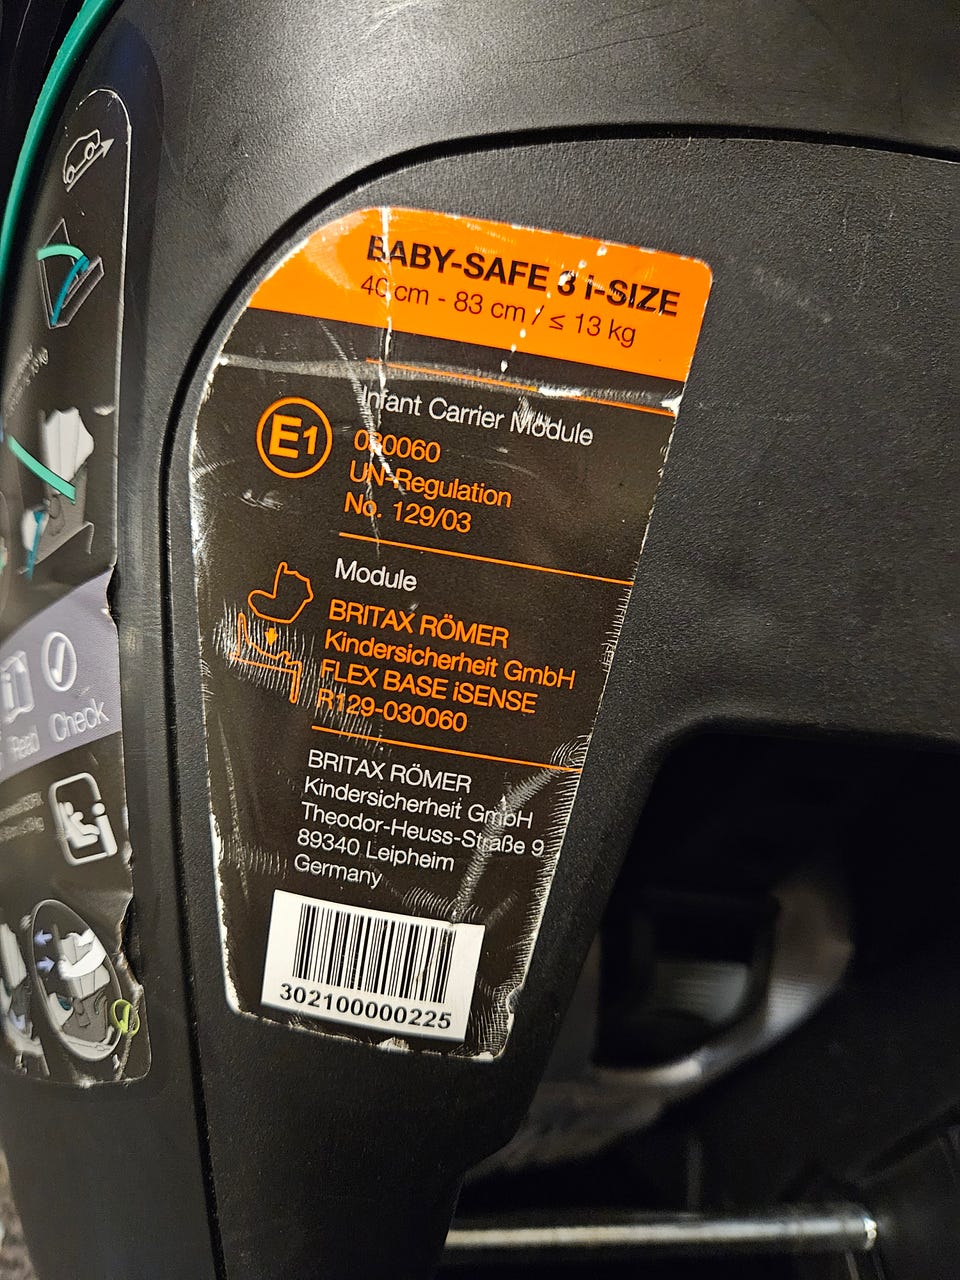 BABY-SAFE 3 i-SIZE
40 cm - 83 cm / ≤ 13 kg
Infant Carrier Module
E1
030060
UN-Regulation
No. 129/03
Module
BRITAX RÖMER
Kindersicherheit GmbH
FLEX BASE iSENSE
R129-030060
BRITAX RÖMER
Kindersicherheit GmbH
Theodor-Heuss-Straße 9
89340 Leipheim
Germany
302100000225
Read Check